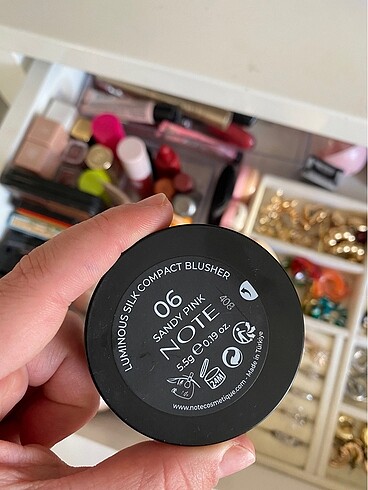 LUMINOUS SILK COMPACT BLUSHER
06
SANDY PINK
408
NOTE
5.5g e 0.19 oz.
24M
www.notecosmetique.com - Made in Türkiye